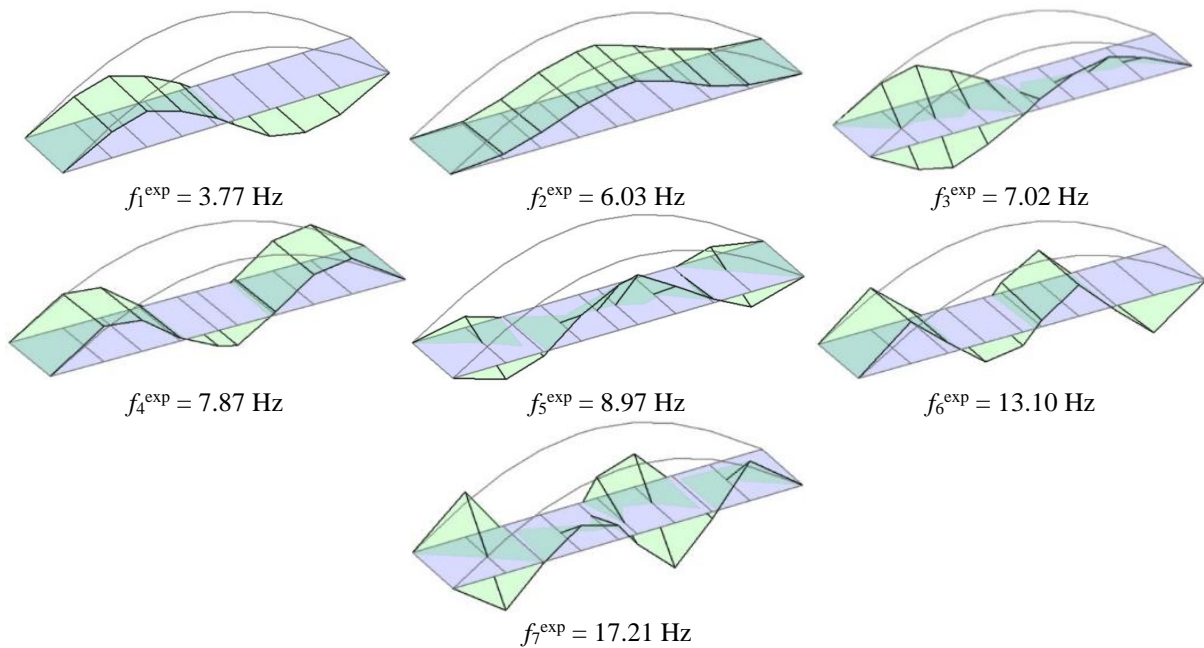 f₁ᵉˣᵖ = 3.77 Hz
f₂ᵉˣᵖ = 6.03 Hz
f₃ᵉˣᵖ = 7.02 Hz
f₄ᵉˣᵖ = 7.87 Hz
f₅ᵉˣᵖ = 8.97 Hz
f₆ᵉˣᵖ = 13.10 Hz
f₇ᵉˣᵖ = 17.21 Hz